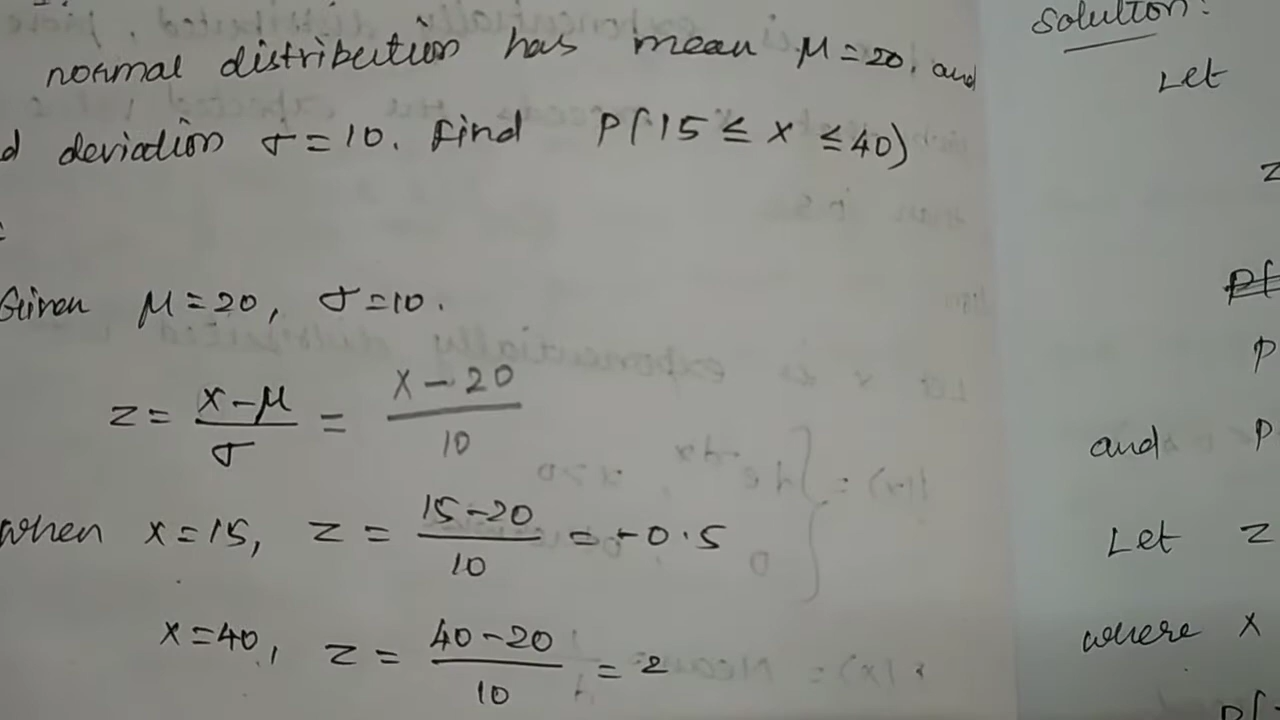 normal distribution has mean μ=20, and
d deviation σ=10. Find P(15 ≤ x ≤40)
:
Given μ=20, σ=10.
z = x-μ/σ = x-20/10
when x=15, z = 15-20/10 = -0.5
x=40, z = 40-20/10 = 2
Solution:
Let
z
P(
P
and P
Let z
where x
P(